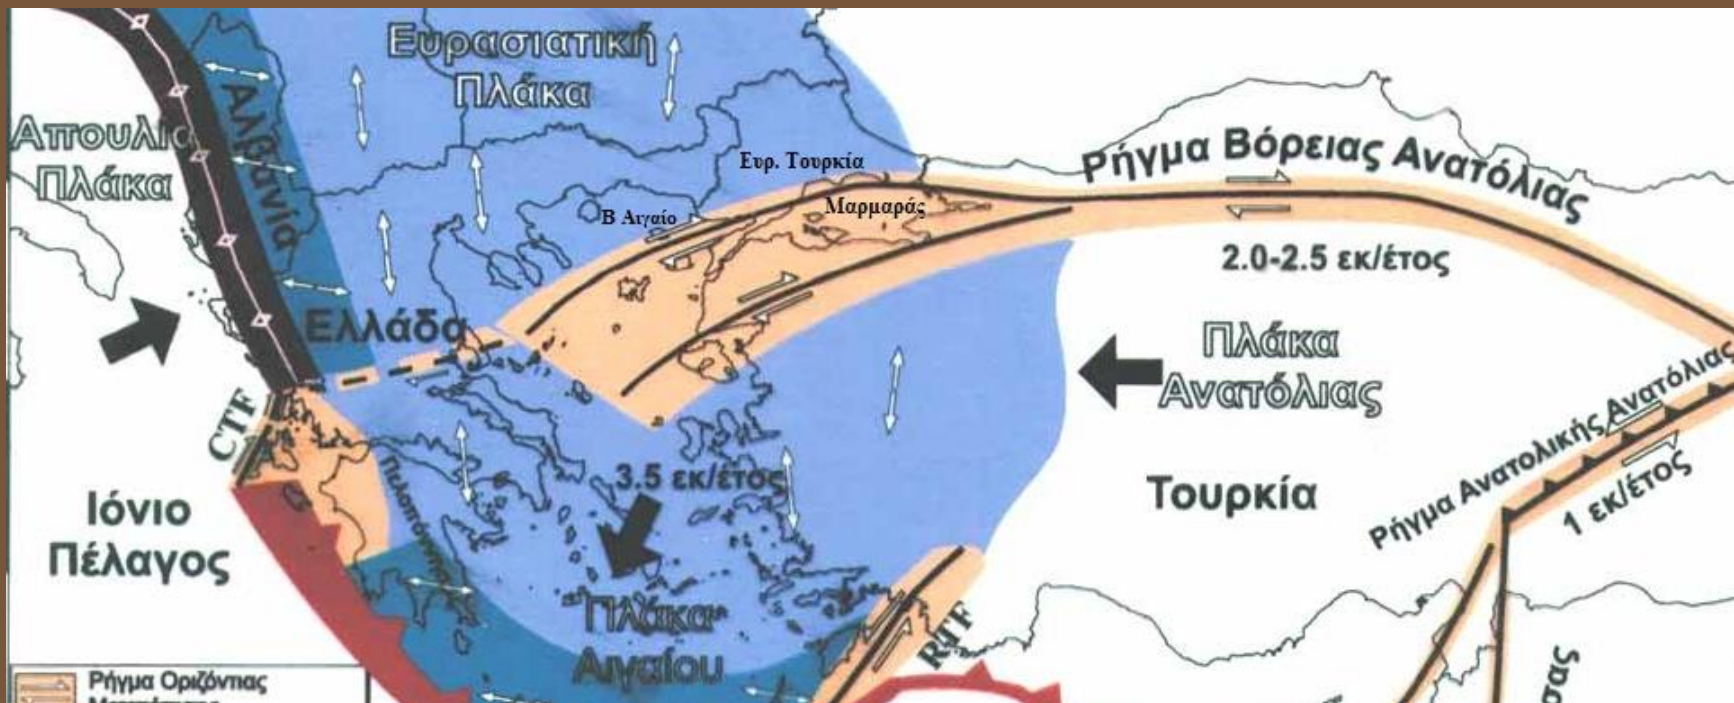 Ευρασιατική
Πλάκα
Απουλία
Πλάκα
Αλβανία
Ευρ. Τουρκία
Β Αιγαίο
Μαρμαράς
Ρήγμα Βόρειας Ανατόλιας
2.0-2.5 εκ/έτος
Ελλάδα
Πλάκα
Ανατόλιας
CTF
Ιόνιο
Πέλαγος
Πελοπόννησος
3.5 εκ/έτος
Τουρκία
Ρήγμα Ανατολικής Ανατόλιας
1 εκ/έτος
Πλάκα
Αιγαίου
RTF
Ρήγμα Οριζόντιας